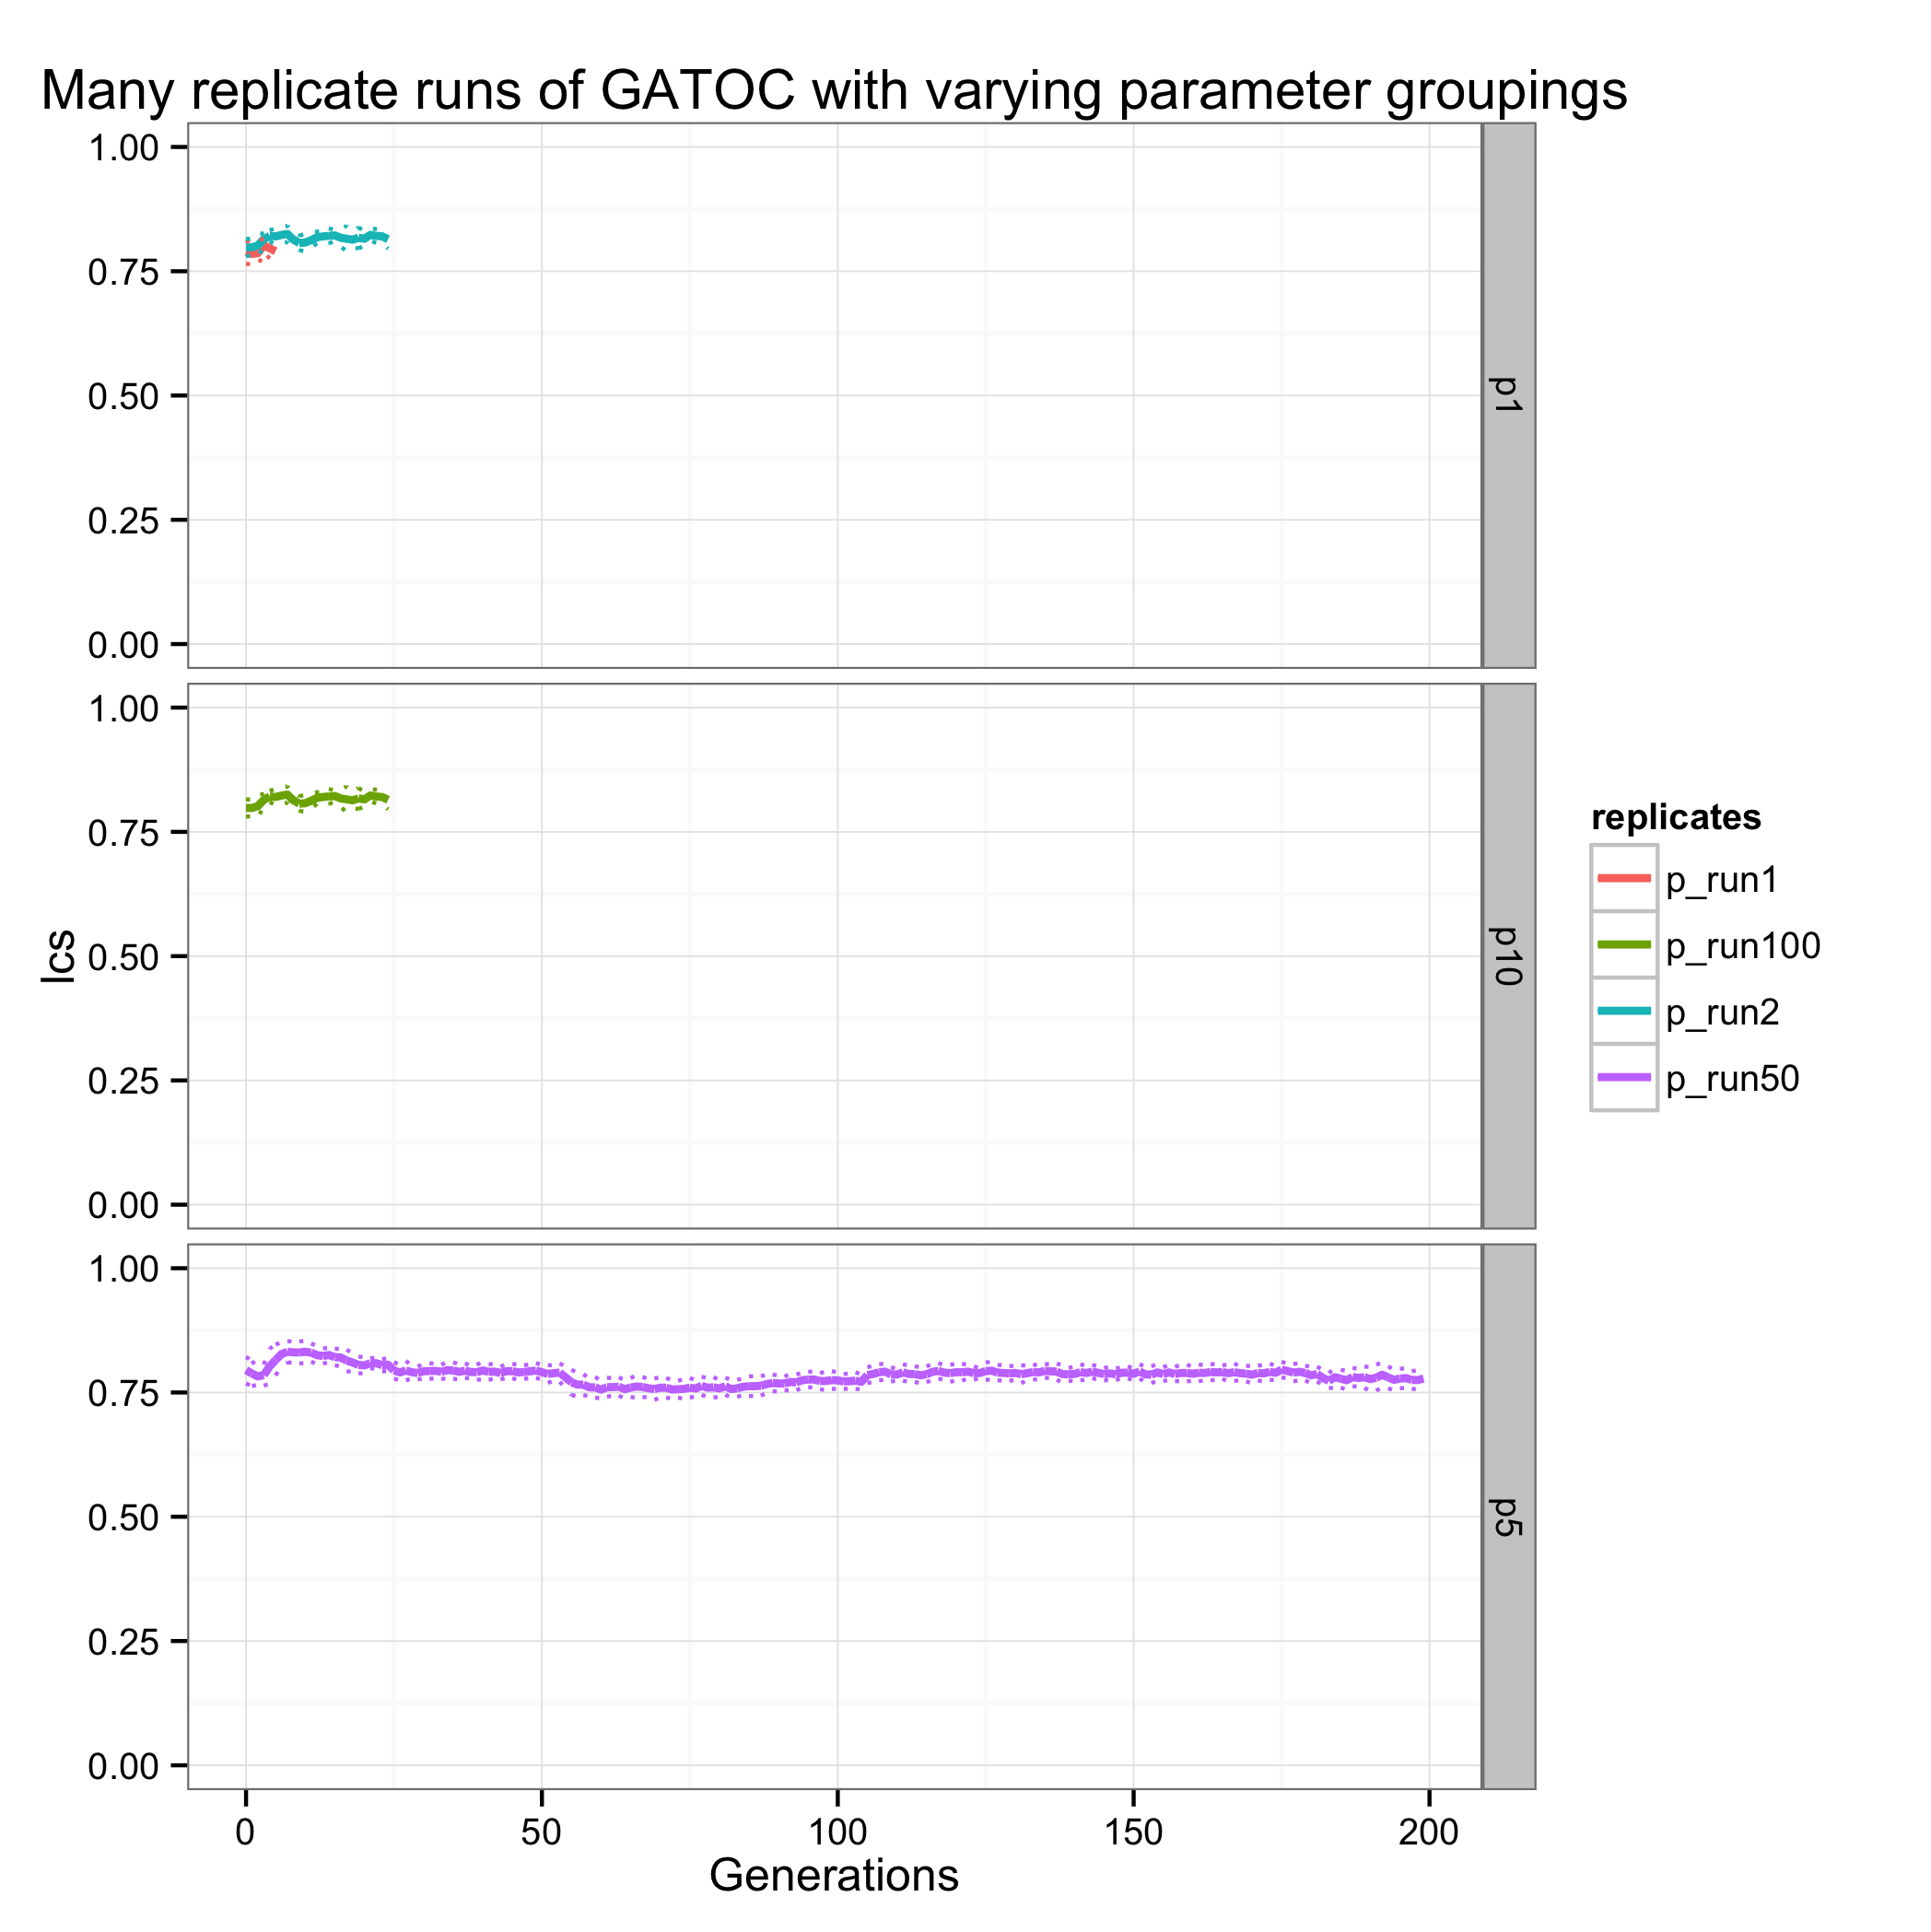 Many replicate runs of GATOC with varying parameter groupings
1.00
0.75
0.50
0.25
0.00
p1
1.00
0.75
0.50
0.25
0.00
p10
1.00
0.75
0.50
0.25
0.00
p5
lcs
0 50 100 150 200
Generations
replicates
p_run1
p_run100
p_run2
p_run50